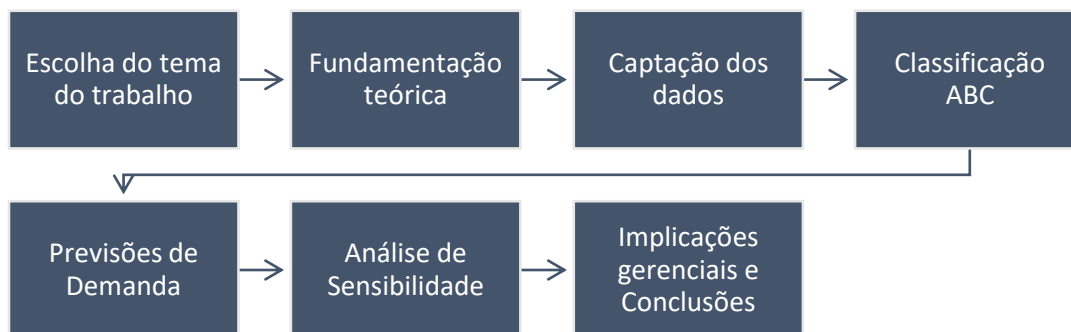 Escolha do tema
do trabalho
Fundamentação
teórica
Captação dos
dados
Classificação
ABC
Previsões de
Demanda
Análise de
Sensibilidade
Implicações
gerenciais e
Conclusões